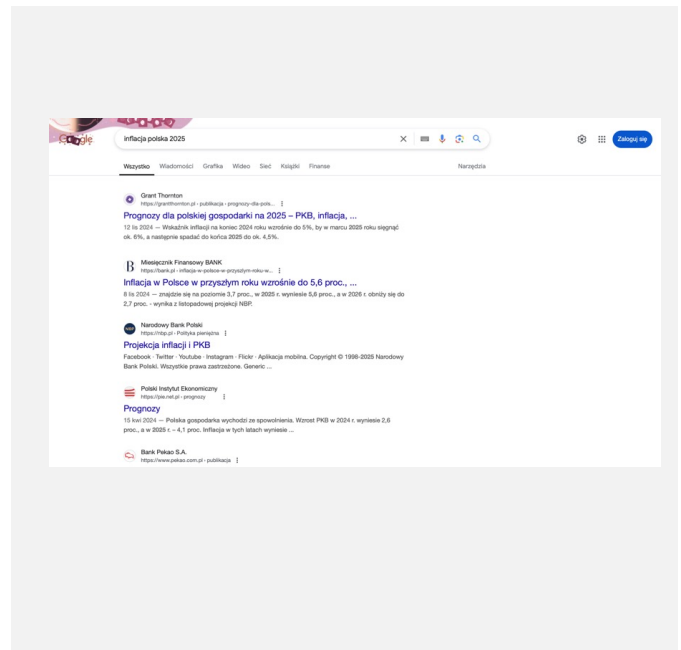 Google
inflacja polska 2025
Zaloguj się
Wszystko Wiadomości Grafika Wideo Sieć Książki Finanse
Narzędzia
Grant Thornton
https://grantthornton.pl › publikacja › prognozy-dla-pols...
Prognozy dla polskiej gospodarki na 2025 – PKB, inflacja, ...
12 lis 2024 — Wskaźnik inflacji na koniec 2024 roku wzrośnie do 5%, by w marcu 2025 roku sięgnąć
ok. 6%, a następnie spadać do końca 2025 do ok. 4,5%.
Miesięcznik Finansowy BANK
https://bank.pl › inflacja-w-polsce-w-przyszlym-roku-w...
Inflacja w Polsce w przyszłym roku wzrośnie do 5,6 proc., ...
8 lis 2024 — znajdzie się na poziomie 3,7 proc., w 2025 r. wyniesie 5,6 proc., a w 2026 r. obniży się do
2,7 proc. - wynika z listopadowej projekcji NBP.
NBP
Narodowy Bank Polski
https://nbp.pl › Polityka pieniężna
Projekcja inflacji i PKB
Facebook · Twitter · Youtube · Instagram · Flickr · Aplikacja mobilna. Copyright © 1998-2025 Narodowy
Bank Polski. Wszystkie prawa zastrzeżone. Generic ...
Polski Instytut Ekonomiczny
https://pie.net.pl › prognozy
Prognozy
15 kwi 2024 — Polska gospodarka wychodzi ze spowolnienia. Wzrost PKB w 2024 r. wyniesie 2,6
proc., a w 2025 r. – 4,1 proc. Inflacja w tych latach wyniesie ...
Bank Pekao S.A.
https://www.pekao.com.pl › publikacja